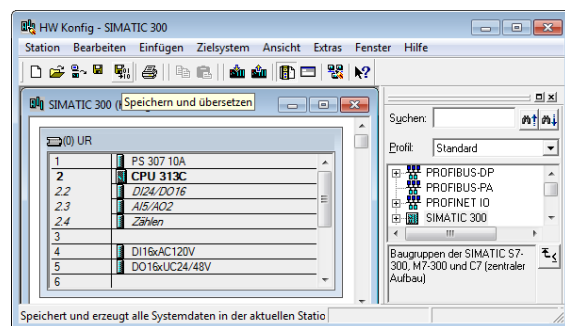 HW Konfig - SIMATIC 300
Station Bearbeiten Einfügen Zielsystem Ansicht Extras Fenster Hilfe
Speichern und übersetzen
SIMATIC 300 (
(0) UR
1 PS 307 10A
2 CPU 313C
2.2 DI24/DO16
2.3 AI5/AO2
2.4 Zählen
3
4 DI16xAC120V
5 DO16xUC24/48V
6
Suchen:
Profil: Standard
PROFIBUS-DP
PROFIBUS-PA
PROFINET IO
SIMATIC 300
Baugruppen der SIMATIC S7-
300, M7-300 und C7 (zentraler
Aufbau)
Speichert und erzeugt alle Systemdaten in der aktuellen Statio